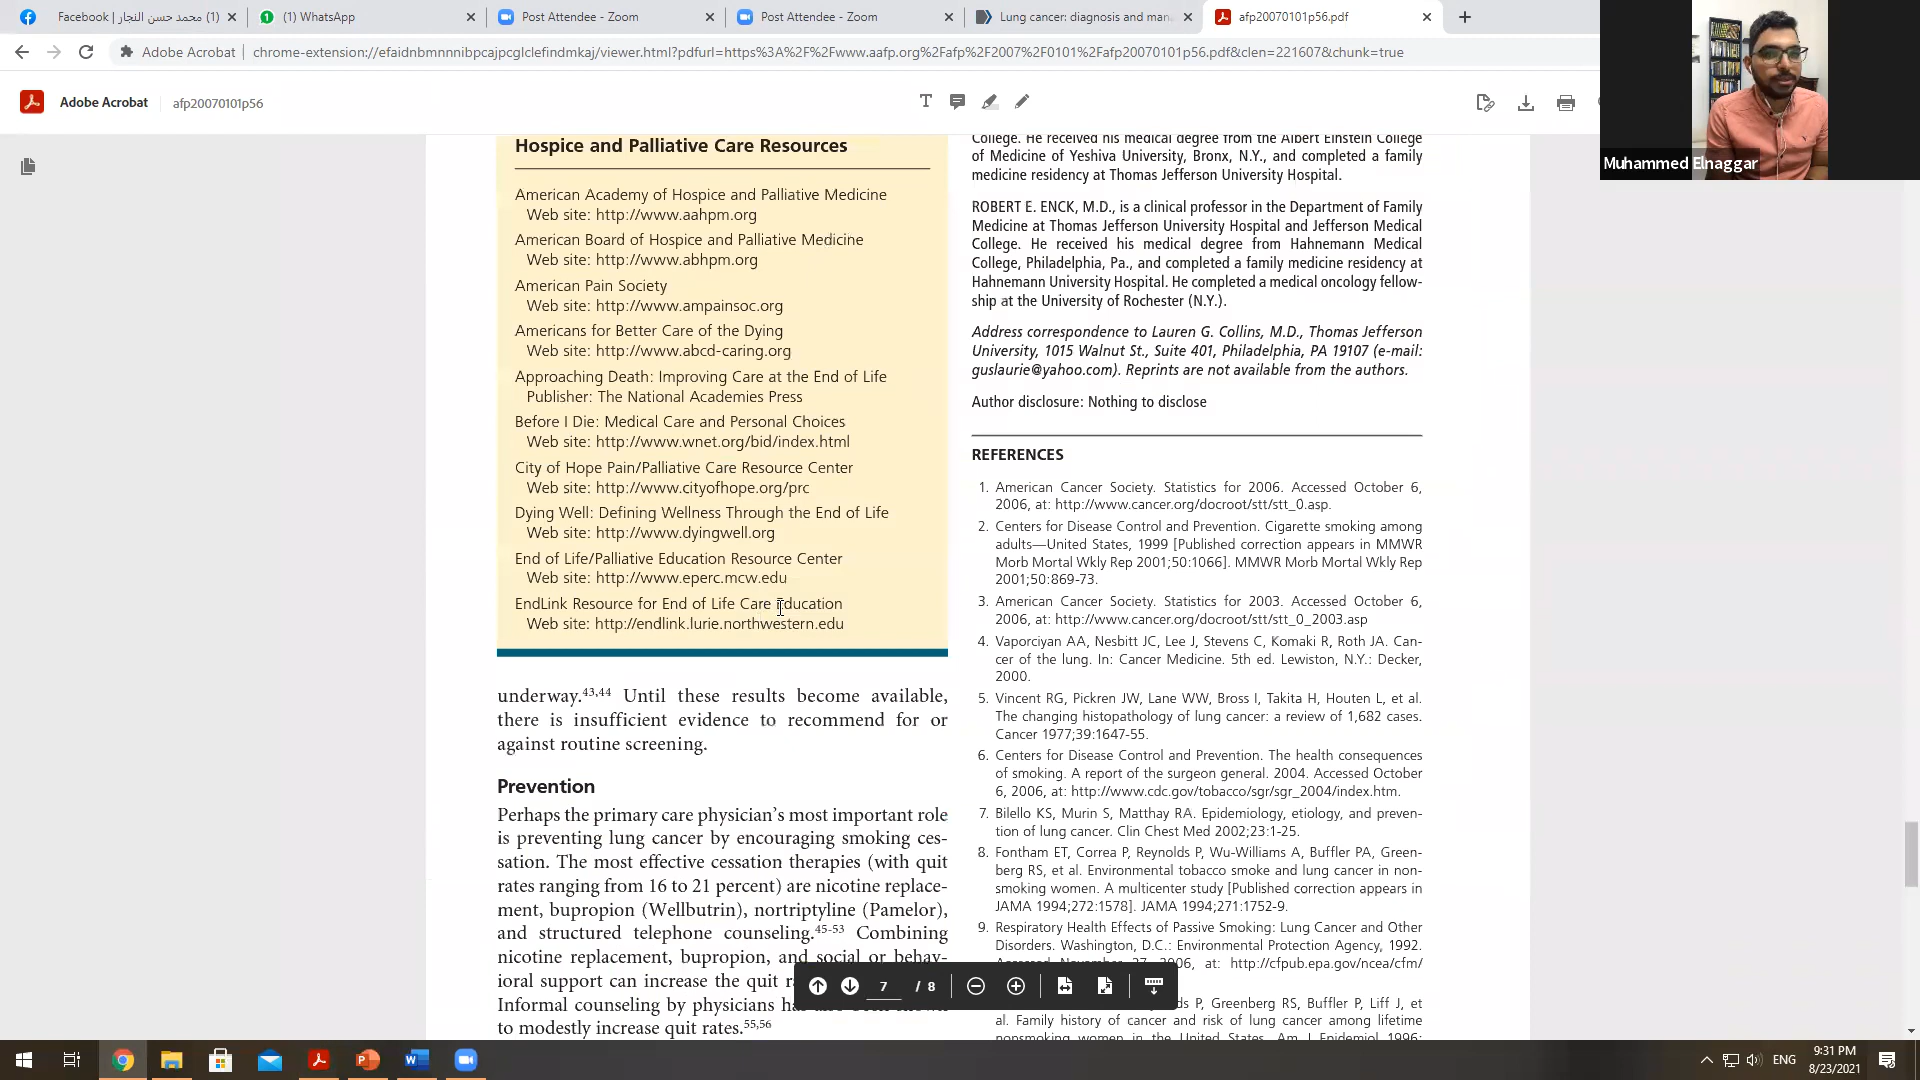 (1) محمد حسن النجار | Facebook
(1) WhatsApp
Post Attendee - Zoom
Post Attendee - Zoom
Lung cancer: diagnosis and man
afp20070101p56.pdf
Adobe Acrobat
chrome-extension://efaidnbmnnnibpcajpcglclefindmkaj/viewer.html?pdfurl=https%3A%2F%2Fwww.aafp.org%2Fafp%2F2007%2F0101%2Fafp20070101p56.pdf&clen=221607&chunk=true
Adobe Acrobat
afp20070101p56
Muhammed Elnaggar
Hospice and Palliative Care Resources
American Academy of Hospice and Palliative Medicine
Web site: http://www.aahpm.org
American Board of Hospice and Palliative Medicine
Web site: http://www.abhpm.org
American Pain Society
Web site: http://www.ampainsoc.org
Americans for Better Care of the Dying
Web site: http://www.abcd-caring.org
Approaching Death: Improving Care at the End of Life
Publisher: The National Academies Press
Before I Die: Medical Care and Personal Choices
Web site: http://www.wnet.org/bid/index.html
City of Hope Pain/Palliative Care Resource Center
Web site: http://www.cityofhope.org/prc
Dying Well: Defining Wellness Through the End of Life
Web site: http://www.dyingwell.org
End of Life/Palliative Education Resource Center
Web site: http://www.eperc.mcw.edu
EndLink Resource for End of Life Care Education
Web site: http://endlink.lurie.northwestern.edu
underway.43,44 Until these results become available,
there is insufficient evidence to recommend for or
against routine screening.
Prevention
Perhaps the primary care physician's most important role
is preventing lung cancer by encouraging smoking ces-
sation. The most effective cessation therapies (with quit
rates ranging from 16 to 21 percent) are nicotine replace-
ment, bupropion (Wellbutrin), nortriptyline (Pamelor),
and structured telephone counseling.45-53 Combining
nicotine replacement, bupropion, and social or behav-
ioral support can increase the quit
Informal counseling by physicians
to modestly increase quit rates.55,56
College. He received his medical degree from the Albert Einstein College
of Medicine of Yeshiva University, Bronx, N.Y., and completed a family
medicine residency at Thomas Jefferson University Hospital.
ROBERT E. ENCK, M.D., is a clinical professor in the Department of Family
Medicine at Thomas Jefferson University Hospital and Jefferson Medical
College. He received his medical degree from Hahnemann Medical
College, Philadelphia, Pa., and completed a family medicine residency at
Hahnemann University Hospital. He completed a medical oncology fellow-
ship at the University of Rochester (N.Y.).
Address correspondence to Lauren G. Collins, M.D., Thomas Jefferson
University, 1015 Walnut St., Suite 401, Philadelphia, PA 19107 (e-mail:
guslaurie@yahoo.com). Reprints are not available from the authors.
Author disclosure: Nothing to disclose
REFERENCES
1. American Cancer Society. Statistics for 2006. Accessed October 6,
2006, at: http://www.cancer.org/docroot/stt/stt_0.asp.
2. Centers for Disease Control and Prevention. Cigarette smoking among
adults—United States, 1999 [Published correction appears in MMWR
Morb Mortal Wkly Rep 2001;50:1066]. MMWR Morb Mortal Wkly Rep
2001;50:869-73.
3. American Cancer Society. Statistics for 2003. Accessed October 6,
2006, at: http://www.cancer.org/docroot/stt/stt_0_2003.asp
4. Vaporciyan AA, Nesbitt JC, Lee J, Stevens C, Komaki R, Roth JA. Can-
cer of the lung. In: Cancer Medicine. 5th ed. Lewiston, N.Y.: Decker,
2000.
5. Vincent RG, Pickren JW, Lane WW, Bross I, Takita H, Houten L, et al.
The changing histopathology of lung cancer: a review of 1,682 cases.
Cancer 1977;39:1647-55.
6. Centers for Disease Control and Prevention. The health consequences
of smoking. A report of the surgeon general. 2004. Accessed October
6, 2006, at: http://www.cdc.gov/tobacco/sgr/sgr_2004/index.htm.
7. Bilello KS, Murin S, Matthay RA. Epidemiology, etiology, and preven-
tion of lung cancer. Clin Chest Med 2002;23:1-25.
8. Fontham ET, Correa P, Reynolds P, Wu-Williams A, Buffler PA, Green-
berg RS, et al. Environmental tobacco smoke and lung cancer in non-
smoking women. A multicenter study [Published correction appears in
JAMA 1994;272:1578]. JAMA 1994;271:1752-9.
9. Respiratory Health Effects of Passive Smoking: Lung Cancer and Other
Disorders. Washington, D.C.: Environmental Protection Agency, 1992.
2006, at: http://cfpub.epa.gov/ncea/cfm/
P, Greenberg RS, Buffler P, Liff J, et
al. Family history of cancer and risk of lung cancer among lifetime
nonsmoking women in the United States. Am J Epidemiol 1996;
7 / 8
ENG
9:31 PM
8/23/2021